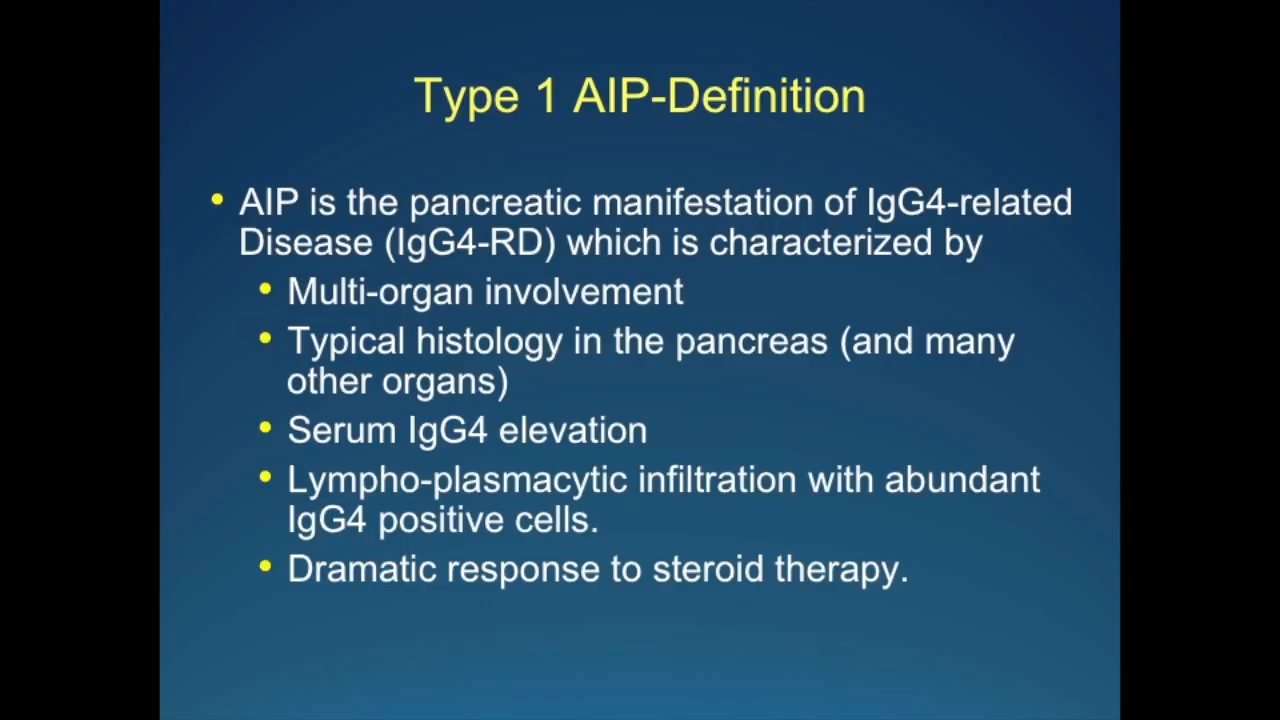 Type 1 AIP-Definition
• AIP is the pancreatic manifestation of IgG4-related
Disease (IgG4-RD) which is characterized by
• Multi-organ involvement
• Typical histology in the pancreas (and many
other organs)
• Serum IgG4 elevation
• Lympho-plasmacytic infiltration with abundant
IgG4 positive cells.
• Dramatic response to steroid therapy.